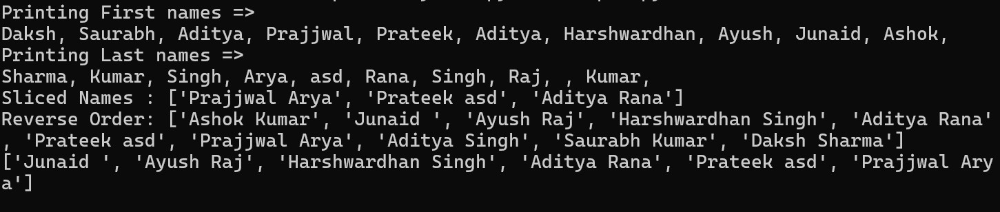 Printing First names =>
Daksh, Saurabh, Aditya, Prajjwal, Prateek, Aditya, Harshwardhan, Ayush, Junaid, Ashok,
Printing Last names =>
Sharma, Kumar, Singh, Arya, asd, Rana, Singh, Raj, , Kumar,
Sliced Names : ['Prajjwal Arya', 'Prateek asd', 'Aditya Rana']
Reverse Order: ['Ashok Kumar', 'Junaid ', 'Ayush Raj', 'Harshwardhan Singh', 'Aditya Rana'
, 'Prateek asd', 'Prajjwal Arya', 'Aditya Singh', 'Saurabh Kumar', 'Daksh Sharma']
['Junaid ', 'Ayush Raj', 'Harshwardhan Singh', 'Aditya Rana', 'Prateek asd', 'Prajjwal Ary
a']